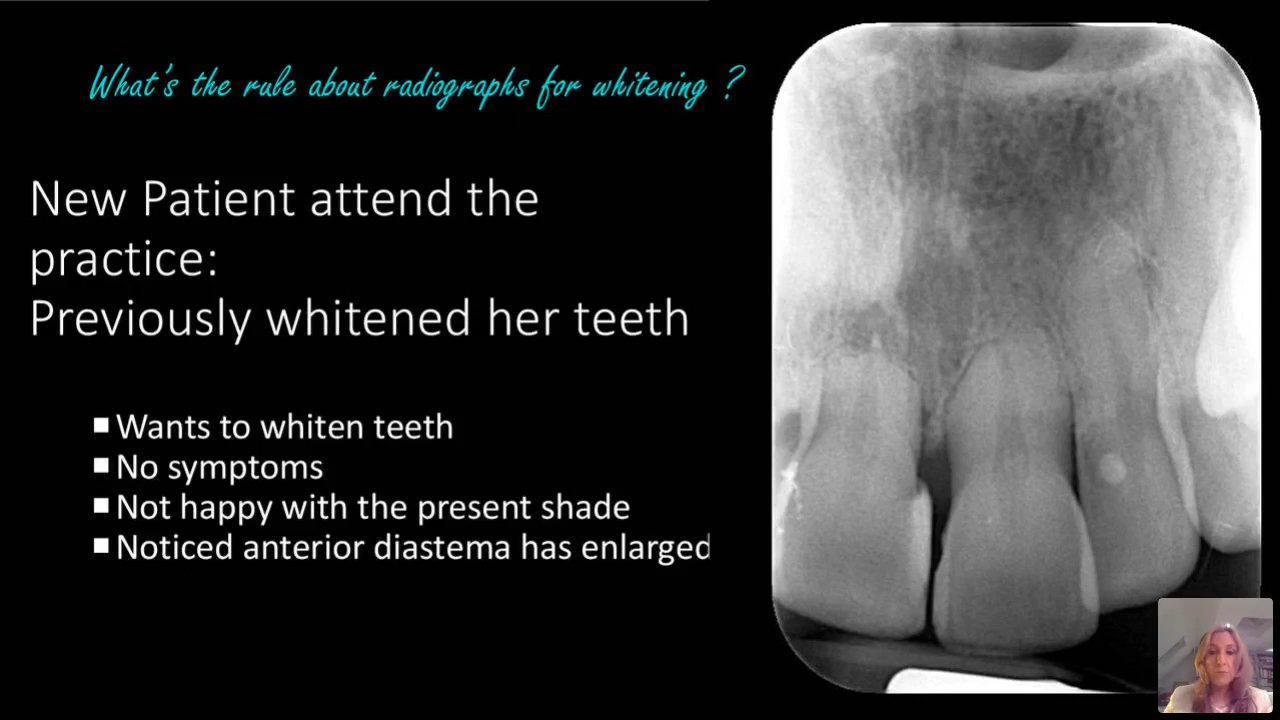 What's the rule about radiographs for whitening ?
New Patient attend the
practice:
Previously whitened her teeth
■ Wants to whiten teeth
■ No symptoms
■ Not happy with the present shade
■ Noticed anterior diastema has enlarged